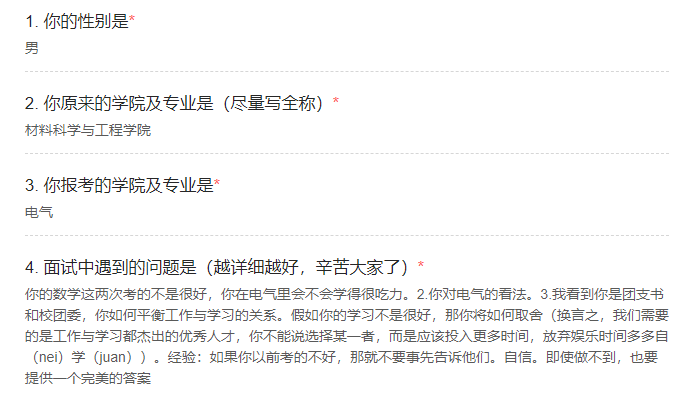 1. 你的性别是*
男
2. 你原来的学院及专业是（尽量写全称）*
材料科学与工程学院
3. 你报考的学院及专业是*
电气
4. 面试中遇到的问题是（越详细越好，辛苦大家了）*
你的数学这两次考的不是很好，你在电气里会不会学得很吃力。2.你对电气的看法。3.我看到你是团支书
和校团委，你如何平衡工作与学习的关系。假如你的学习不是很好，那你将如何取舍（换言之，我们需要
的是工作与学习都杰出的优秀人才，你不能说选择某一者，而是应该投入更多时间，放弃娱乐时间多多自
（nei）学（juan））。经验：如果你以前考的不好，那就不要事先告诉他们。自信。即使做不到，也要
提供一个完美的答案